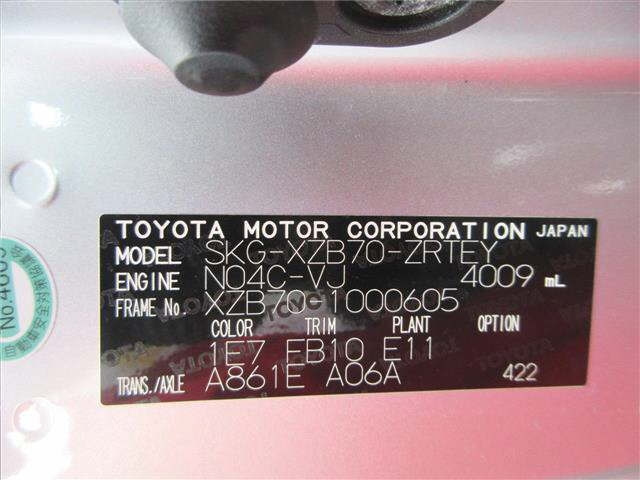 TOYOTA MOTOR CORPORATION JAPAN
MODEL SKG-XZB70-ZRTEY
ENGINE N04C-VJ 4009 mL
FRAME No. XZB70-1000605
COLOR TRIM PLANT OPTION
1E7 FB10 E11
TRANS./AXLE A861E A06A 422